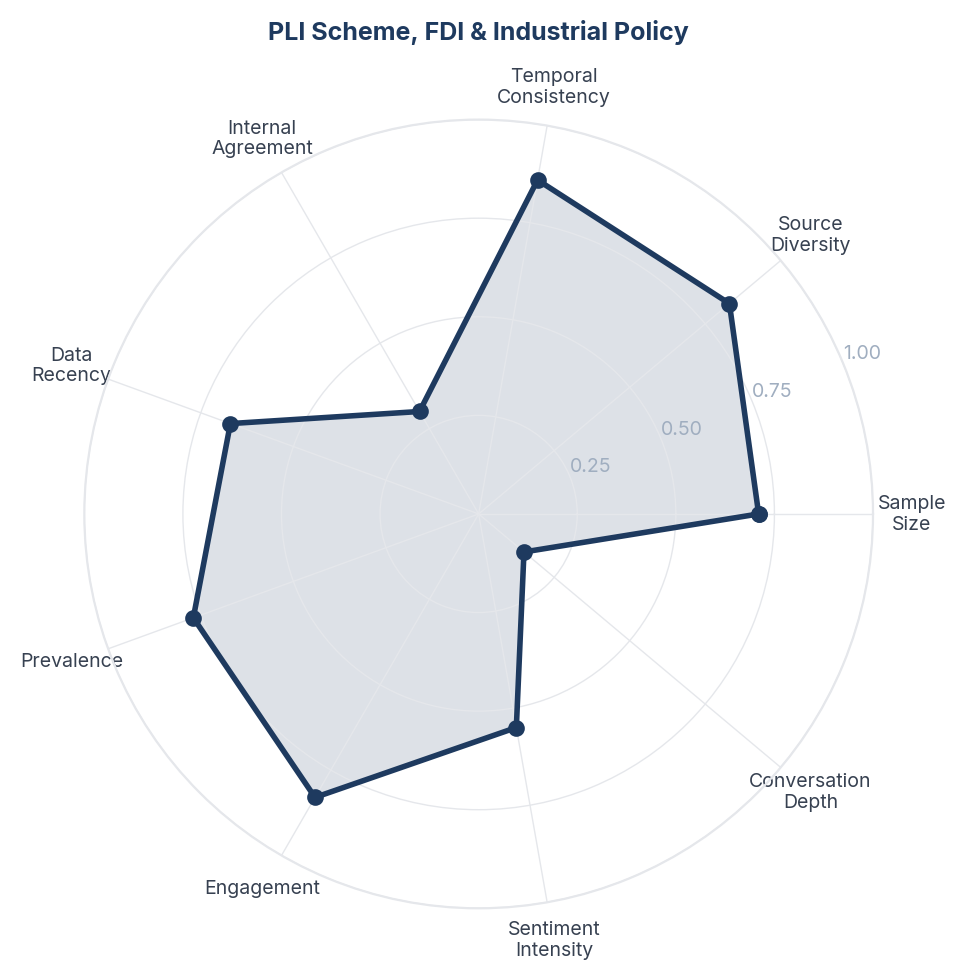 PLI Scheme, FDI & Industrial Policy
Temporal
Consistency
Internal
Agreement
Source
Diversity
Data
Recency
1.00
0.75
0.50
0.25
Sample
Size
Prevalence
Conversation
Depth
Engagement
Sentiment
Intensity